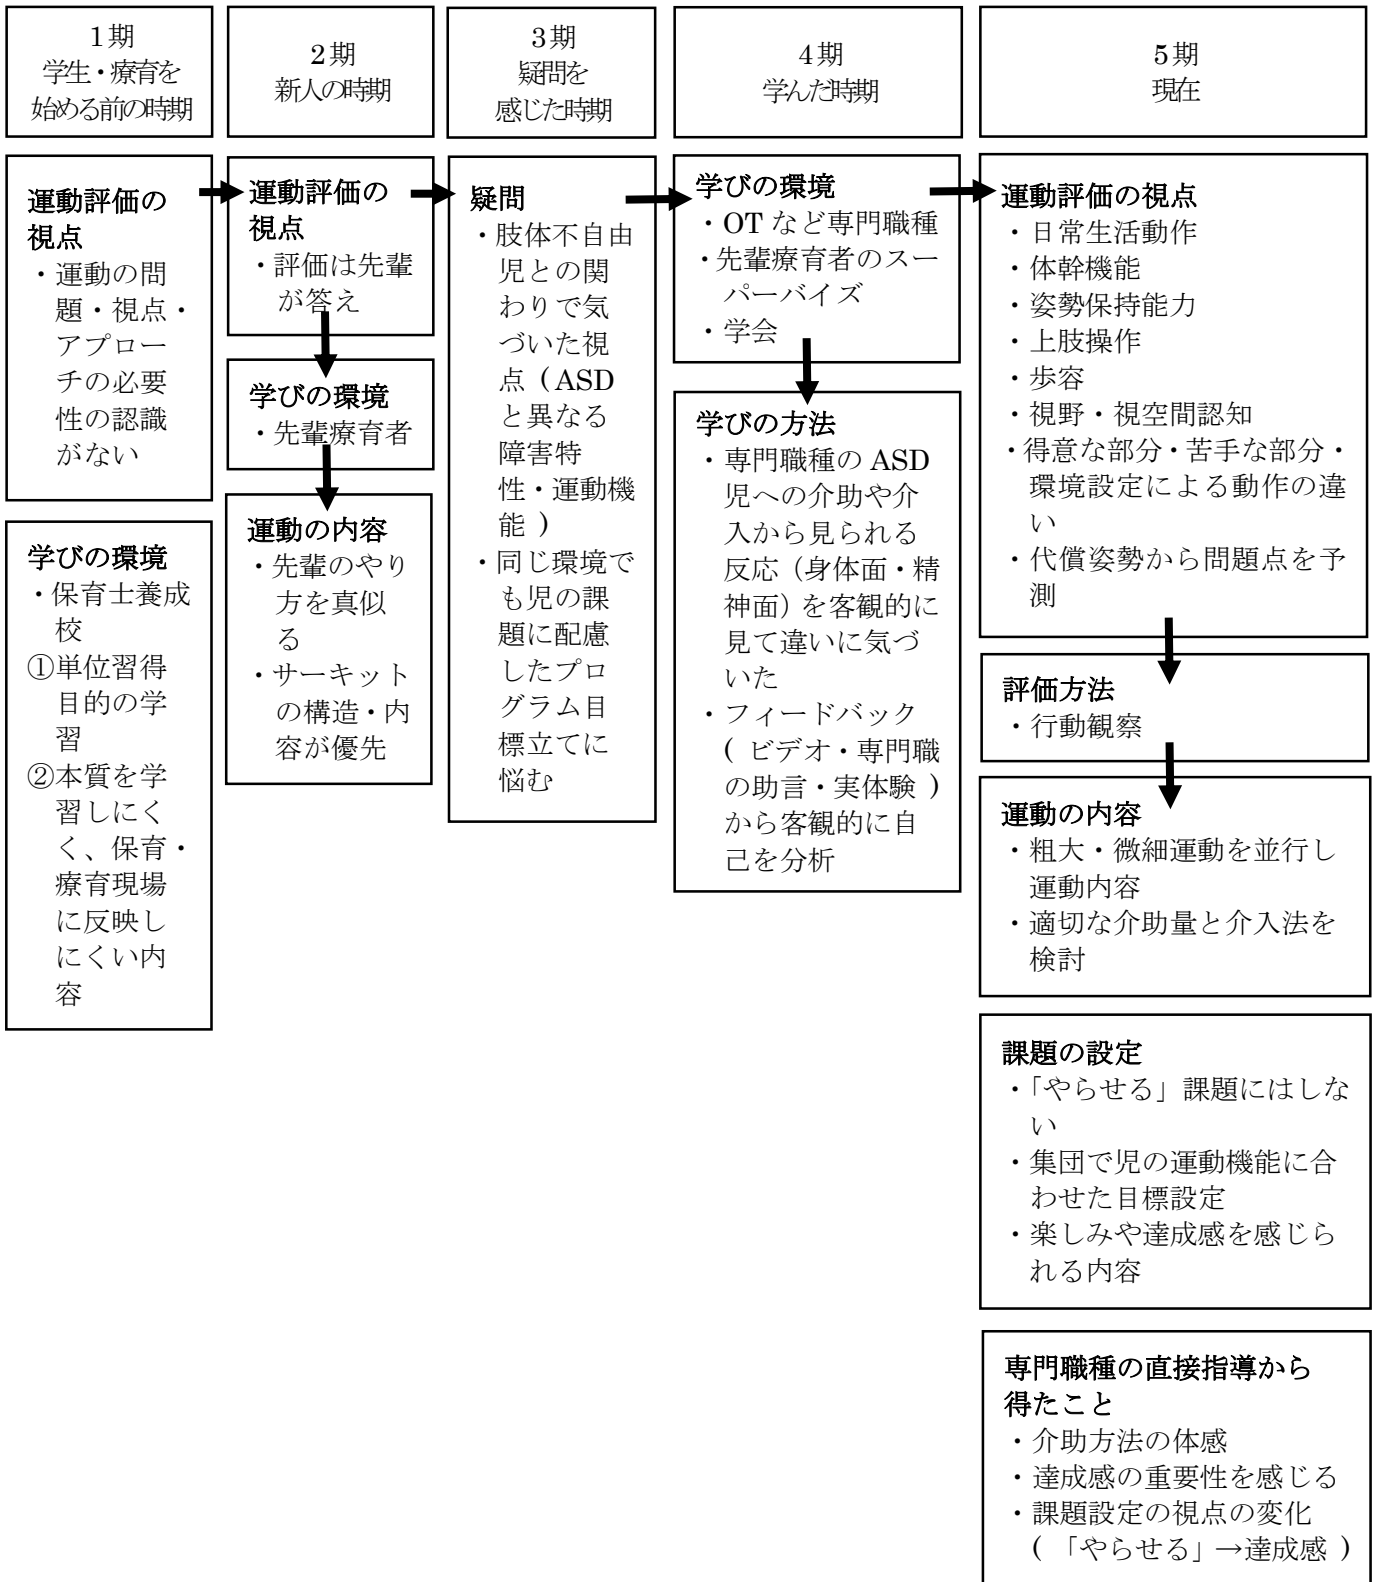 1期
学生・療育を
始める前の時期
2期
新人の時期
3期
疑問を
感じた時期
4期
学んだ時期
5期
現在
運動評価の
視点
・運動の問
題・視点・
アプロー
チの必要
性の認識
がない
学びの環境
・保育士養成
校
①単位習得
目的の学
習
②本質を学
習しにく
く、保育・
療育現場
に反映し
にくい内
容
運動評価の
視点
・評価は先輩
が答え
学びの環境
・先輩療育者
運動の内容
・先輩のやり
方を真似
る
・サーキット
の構造・内
容が優先
疑問
・肢体不自由
児との関
わりで気
づいた視
点（ASD
と異なる
障害特
性・運動機
能）
・同じ環境で
も児の課
題に配慮
したプロ
グラム目
標立てに
悩む
学びの環境
・OT など専門職種
・先輩療育者のスー
パーバイズ
・学会
学びの方法
・専門職種の ASD
児への介助や介
入から見られる
反応（身体面・精
神面）を客観的に
見て違いに気づ
いた
・フィードバック
（ビデオ・専門職
の助言・実体験）
から客観的に自
己を分析
運動評価の視点
・日常生活動作
・体幹機能
・姿勢保持能力
・上肢操作
・歩容
・視野・視空間認知
・得意な部分・苦手な部分・
環境設定による動作の違
い
・代償姿勢から問題点を予
測
評価方法
・行動観察
運動の内容
・粗大・微細運動を並行し
運動内容
・適切な介助量と介入法を
検討
課題の設定
・「やらせる」課題にはしな
い
・集団で児の運動機能に合
わせた目標設定
・楽しみや達成感を感じら
れる内容
専門職種の直接指導から
得たこと
・介助方法の体感
・達成感の重要性を感じる
・課題設定の視点の変化
（「やらせる」→達成感）